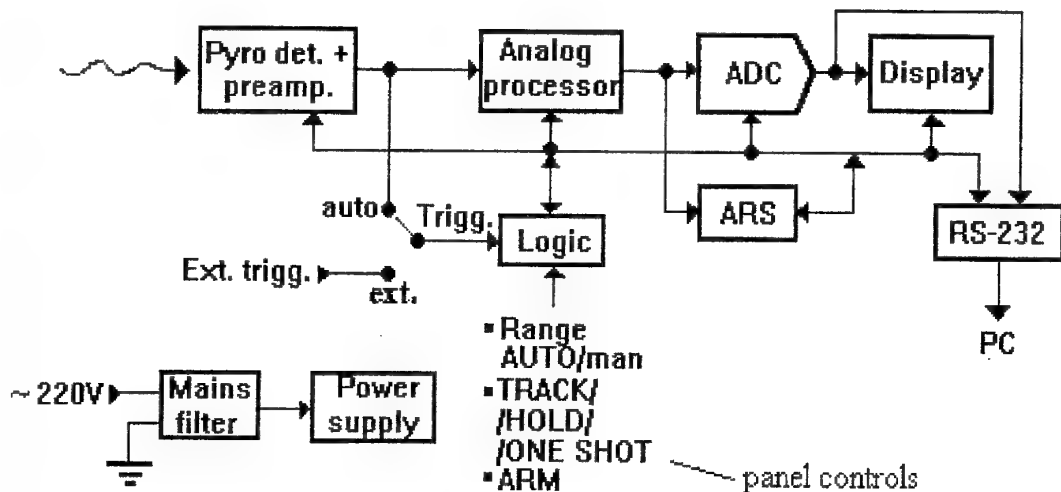 Pyro det. +
preamp.
Analog
processor
ADC
Display
auto
Trigg.
Logic
ARS
RS-232
Ext. trigg.
ext.
PC
▪ Range
AUTO/man
▪ TRACK/
/HOLD/
/ONE SHOT
▪ ARM
panel controls
~ 220V
Mains
filter
Power
supply